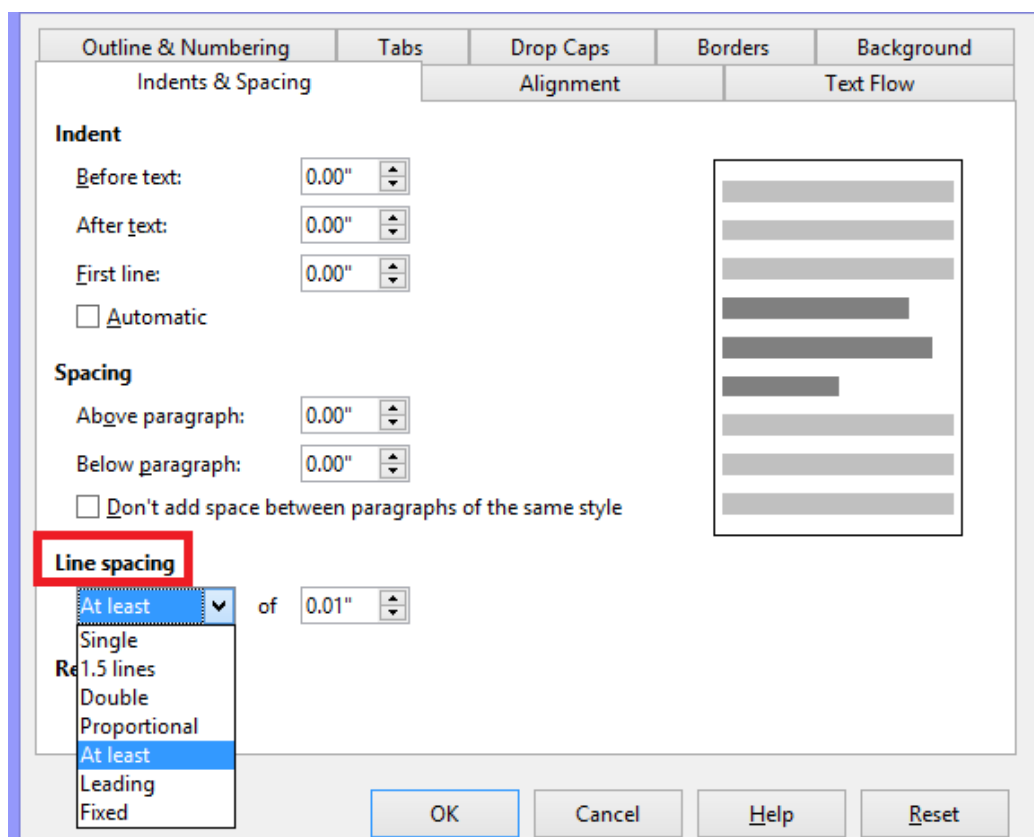 Outline & Numbering Tabs Drop Caps Borders Background
Indents & Spacing Alignment Text Flow
Indent
Before text: 0.00"
After text: 0.00"
First line: 0.00"
Automatic
Spacing
Above paragraph: 0.00"
Below paragraph: 0.00"
Don't add space between paragraphs of the same style
Line spacing
At least of 0.01"
Single
1.5 lines
Double
Proportional
At least
Leading
Fixed
OK Cancel Help Reset